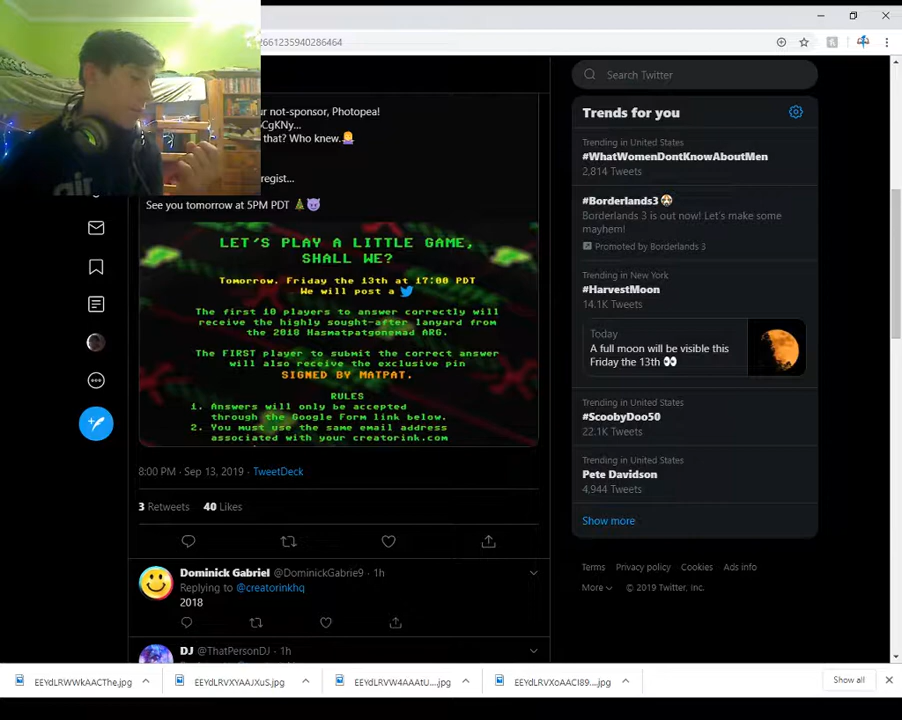 2661235940286464
Search Twitter
ur not-sponsor, Photopea!
CgKNy...
that? Who knew.
regist...
See you tomorrow at 5PM PDT
LET'S PLAY A LITTLE GAME,
SHALL WE?
Tomorrow, Friday the 13th at 17:00 PDT
We will post a
The first 10 players to answer correctly will
receive the highly sought-after lanyard from
the 2018 Hasmatpatgonemad ARG.
The FIRST player to submit the correct answer
will also receive the exclusive pin
SIGNED BY MATPAT.
RULES
1. Answers will only be accepted
through the Google Form link below.
2. You must use the same email address
associated with your creatorink.com
8:00 PM · Sep 13, 2019 · TweetDeck
3 Retweets 40 Likes
Dominick Gabriel @DominickGabrie9 · 1h
Replying to @creatorinkhq
2018
DJ @ThatPersonDJ · 1h
Trends for you
Trending in United States
#WhatWomenDontKnowAboutMen
2,814 Tweets
#Borderlands3
Borderlands 3 is out now! Let's make some
mayhem!
Promoted by Borderlands 3
Trending in New York
#HarvestMoon
14.1K Tweets
Today
A full moon will be visible this
Friday the 13th
Trending in United States
#ScoobyDoo50
22.1K Tweets
Trending in United States
Pete Davidson
4,944 Tweets
Show more
Terms Privacy policy Cookies Ads info
More © 2019 Twitter, Inc.
EEYdLRWWkAACThe.jpg
EEYdLRVXYAAJXuS.jpg
EEYdLRVW4AAAtU....jpg
EEYdLRVXoAACI89....jpg
Show all